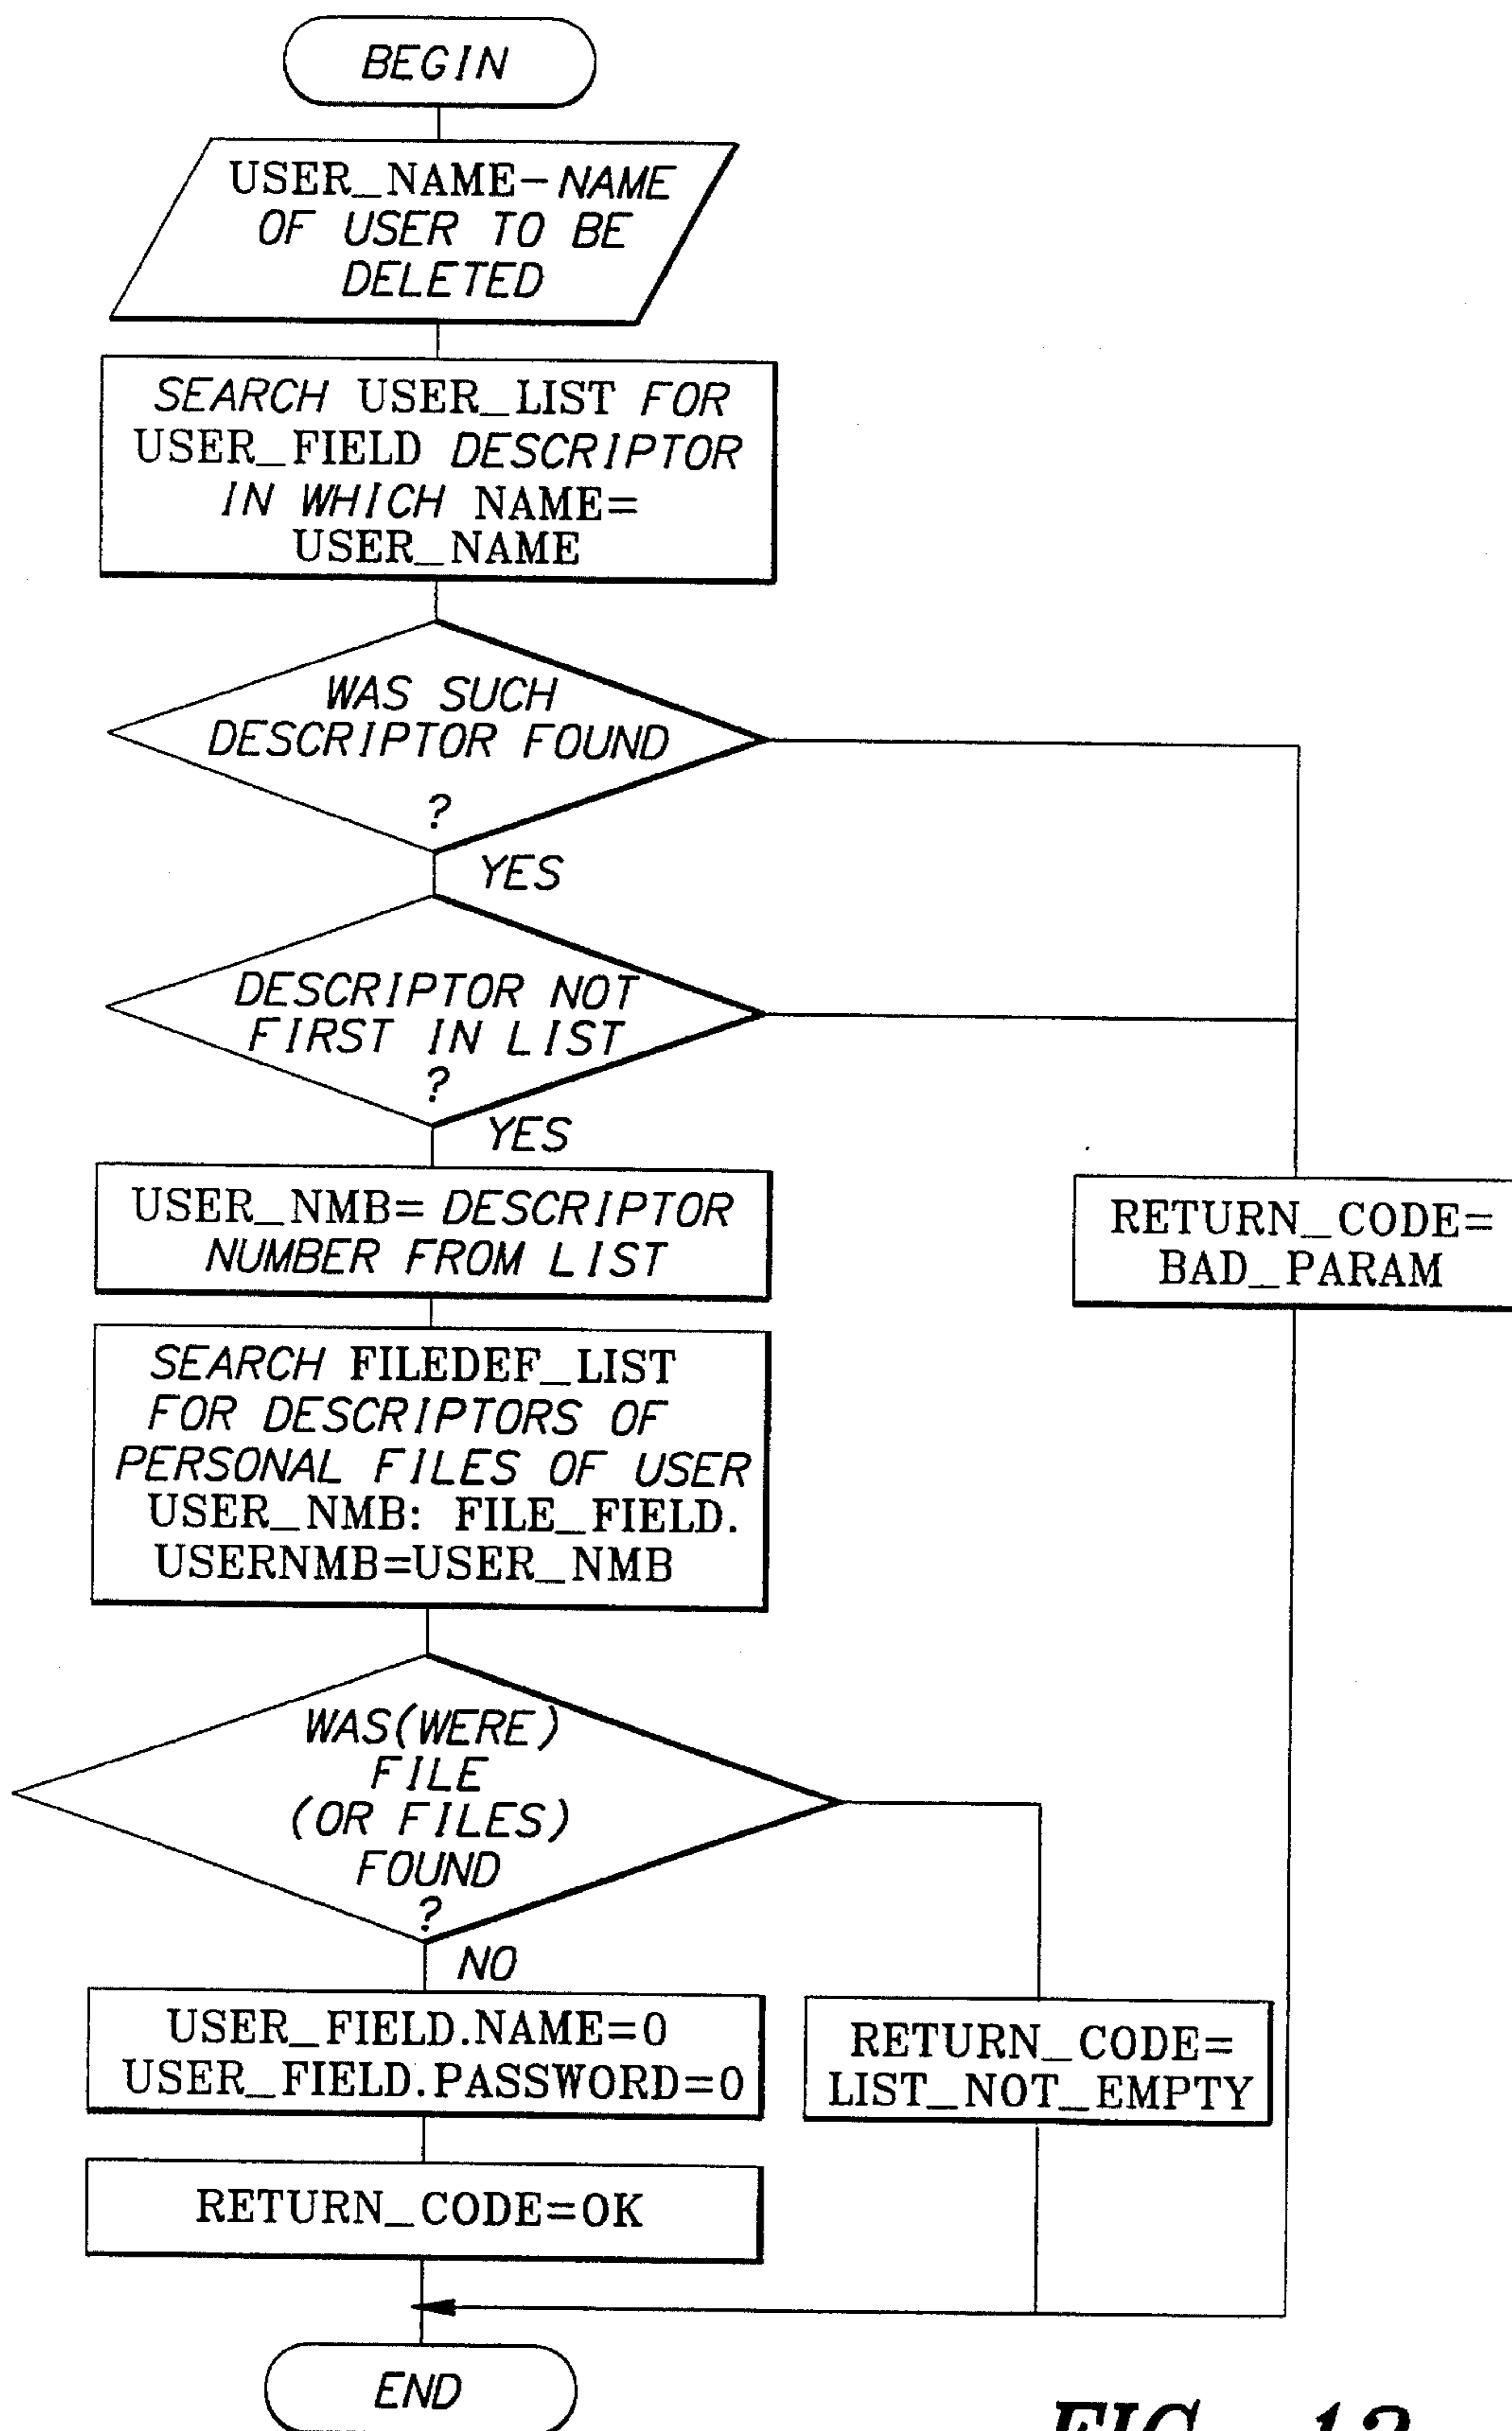 BEGIN
USER_NAME-NAME
OF USER TO BE
DELETED
SEARCH USER_LIST FOR
USER_FIELD DESCRIPTOR
IN WHICH NAME=
USER_NAME
WAS SUCH
DESCRIPTOR FOUND
?
YES
DESCRIPTOR NOT
FIRST IN LIST
?
YES
USER_NMB= DESCRIPTOR
NUMBER FROM LIST
RETURN_CODE=
BAD_PARAM
SEARCH FILEDEF_LIST
FOR DESCRIPTORS OF
PERSONAL FILES OF USER
USER_NMB: FILE_FIELD.
USERNMB=USER_NMB
WAS(WERE)
FILE
(OR FILES)
FOUND
?
NO
USER_FIELD.NAME=0
USER_FIELD.PASSWORD=0
RETURN_CODE=
LIST_NOT_EMPTY
RETURN_CODE=OK
END